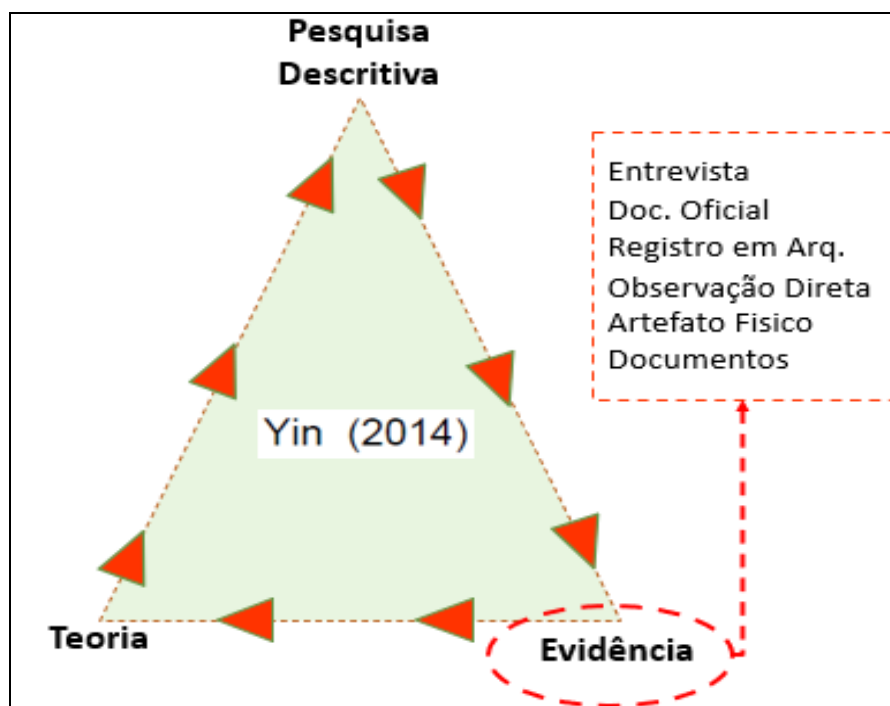 Pesquisa
Descritiva
Entrevista
Doc. Oficial
Registro em Arq.
Observação Direta
Artefato Fisico
Documentos
Yin (2014)
Teoria
Evidência